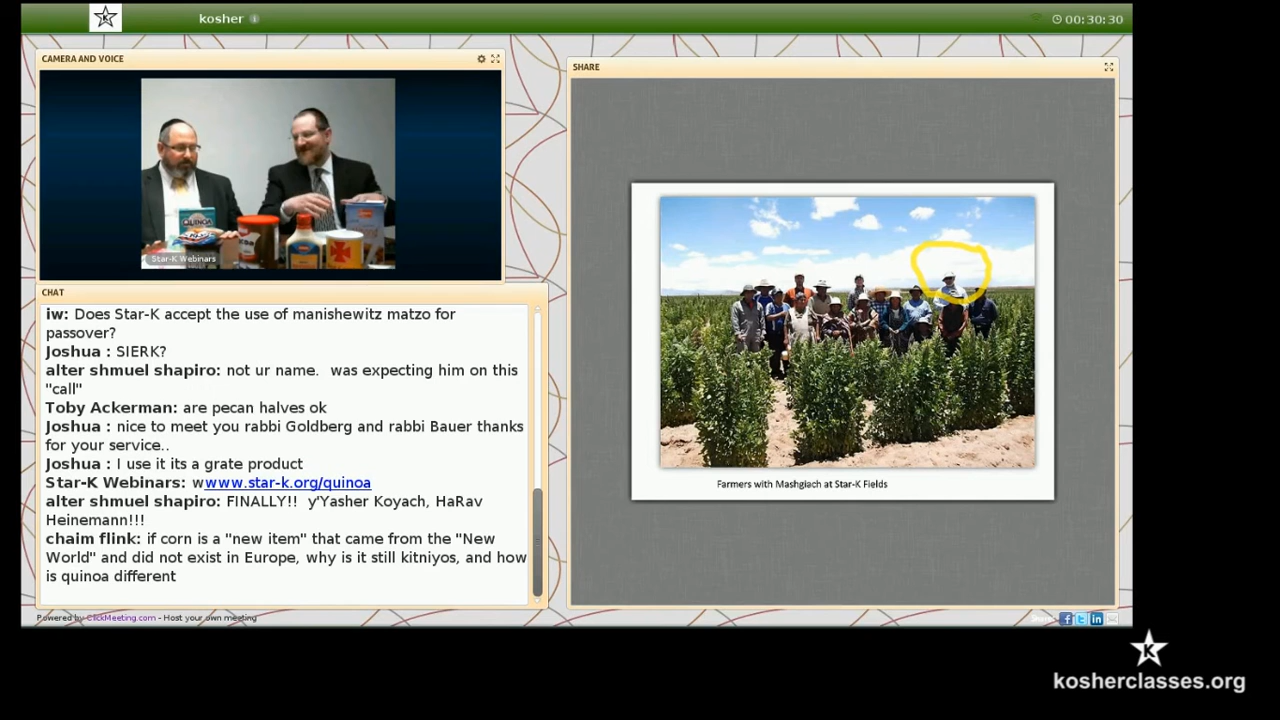 K
kosher
00:30:30
CAMERA AND VOICE
SHARE
QUINOA
Star-K Webinars
CHAT
iw: Does Star-K accept the use of manishewitz matzo for
passover?
Joshua : SIERK?
alter shmuel shapiro: not ur name. was expecting him on this
"call"
Toby Ackerman: are pecan halves ok
Joshua : nice to meet you rabbi Goldberg and rabbi Bauer thanks
for your service..
Joshua : I use it its a grate product
Star-K Webinars: wwww.star-k.org/quinoa
alter shmuel shapiro: FINALLY!! y'Yasher Koyach, HaRav
Heinemann!!!
chaim flink: if corn is a "new item" that came from the "New
World" and did not exist in Europe, why is it still kitniyos, and how
is quinoa different
Farmers with Mashgiach at Star-K Fields
Powered by ClickMeeting.com - Host your own meeting
Share:
K
kosherclasses.org